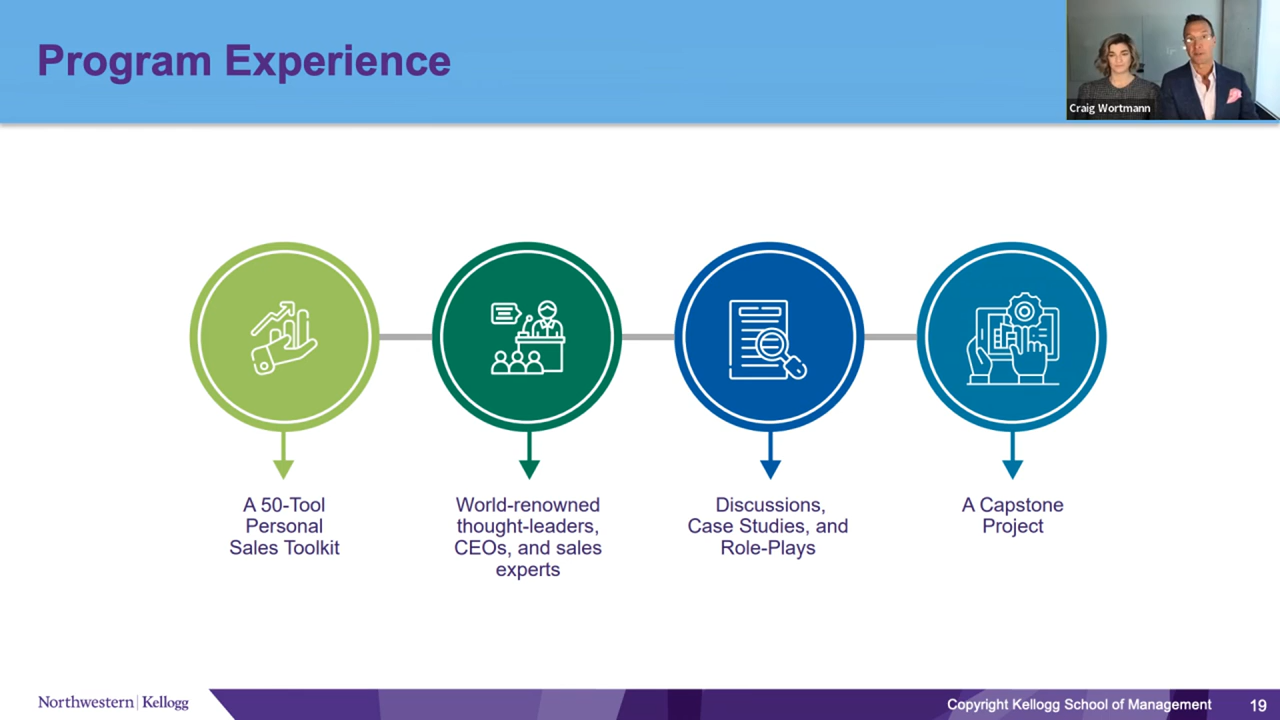 Program Experience
Craig Wortmann
A 50-Tool
Personal
Sales Toolkit
World-renowned
thought-leaders,
CEOs, and sales
experts
Discussions,
Case Studies, and
Role-Plays
A Capstone
Project
Northwestern | Kellogg
Copyright Kellogg School of Management
19